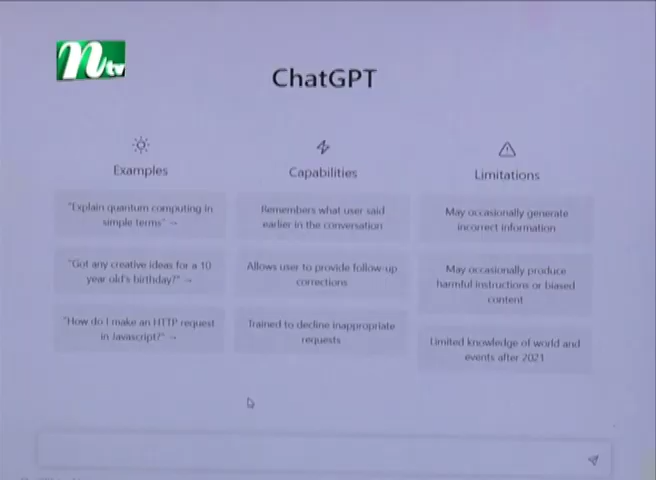 ntv
ChatGPT
Examples
"Explain quantum computing in
simple terms" →
"Got any creative ideas for a 10
year old's birthday?" →
"How do I make an HTTP request
in Javascript?" →
Capabilities
Remembers what user said
earlier in the conversation
Allows user to provide follow-up
corrections
Trained to decline inappropriate
requests
Limitations
May occasionally generate
incorrect information
May occasionally produce
harmful instructions or biased
content
Limited knowledge of world and
events after 2021